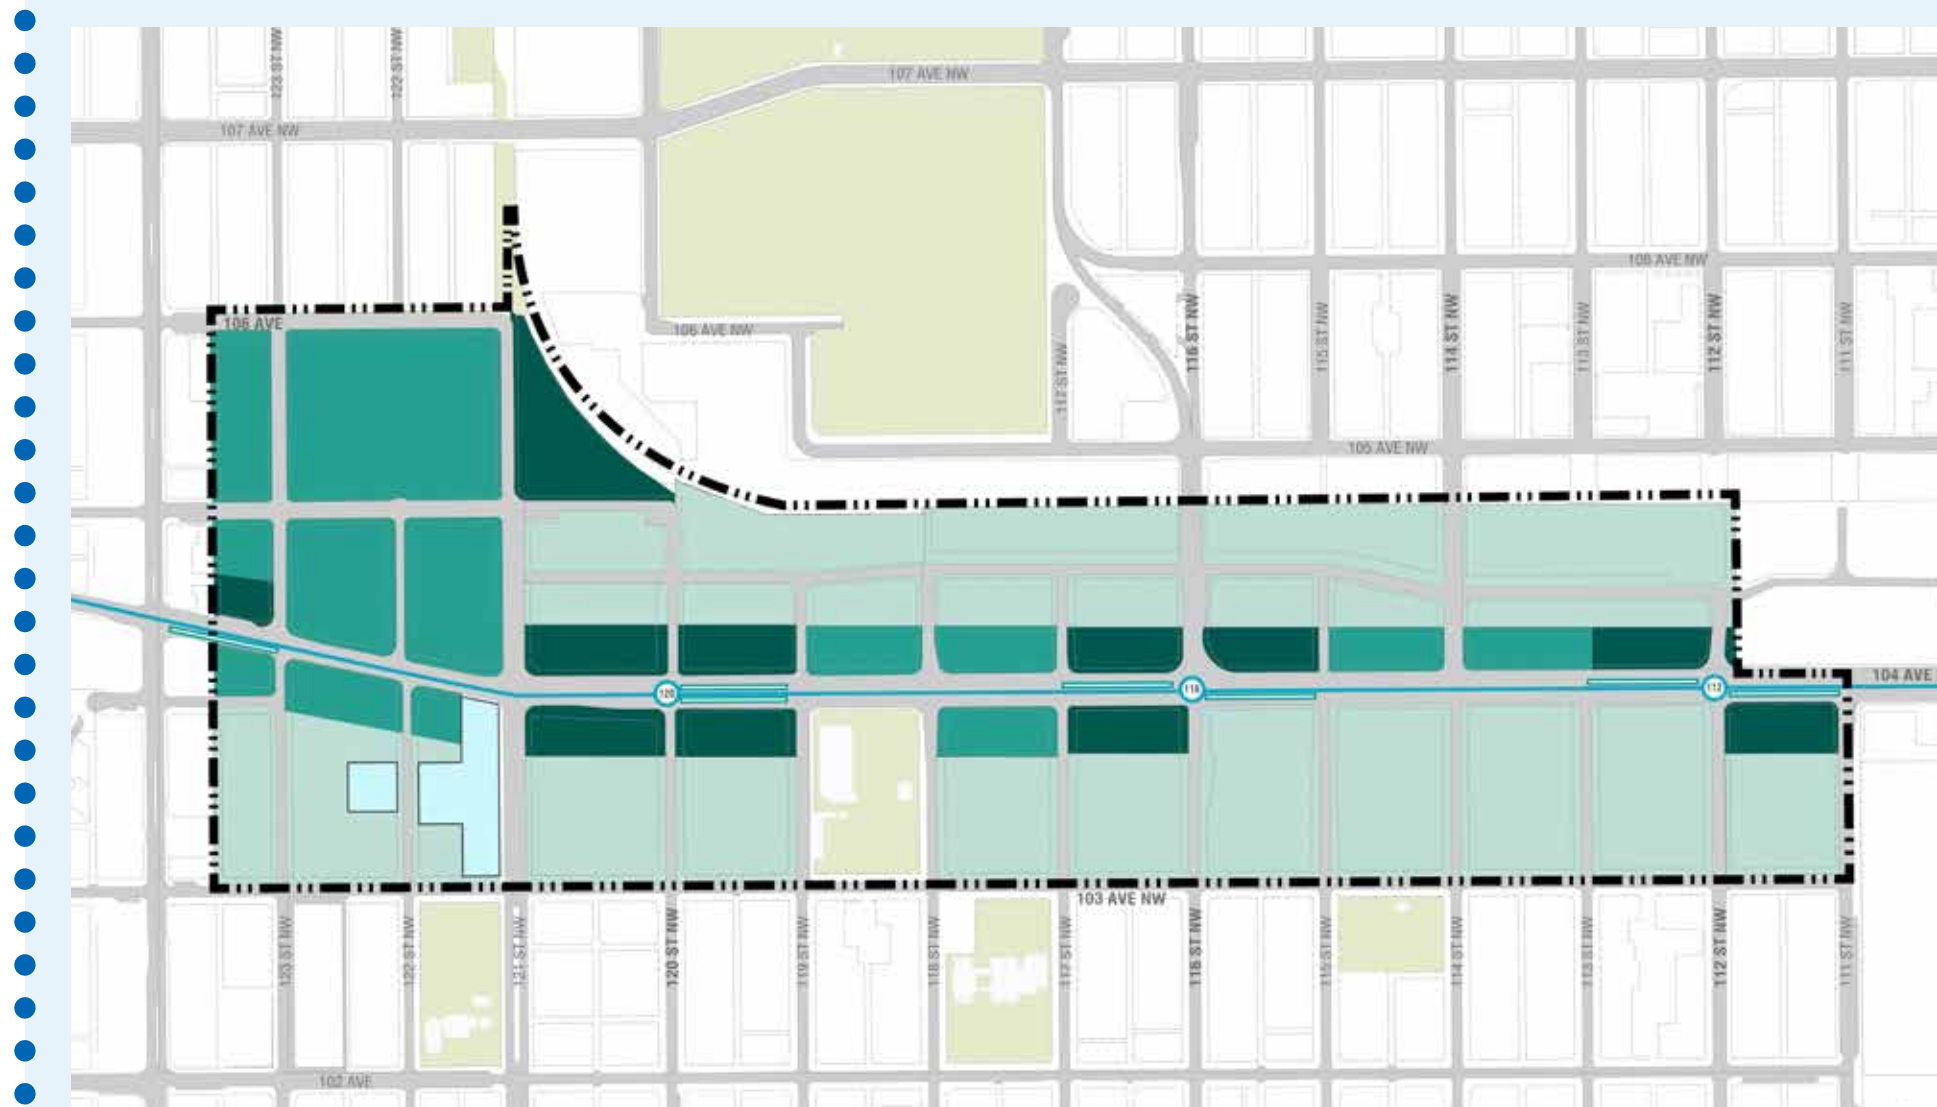 123 ST NW
122 ST NW
107 AVE NW
107 AVE NW
106 AVE NW
106 AVE
106 AVE NW
117 ST NW
116 ST NW
115 ST NW
114 ST NW
113 ST NW
112 ST NW
111 ST NW
105 AVE NW
120
116
112
104 AVE
103 AVE NW
123 ST NW
122 ST NW
121 ST NW
120 ST NW
119 ST NW
118 ST NW
117 ST NW
116 ST NW
115 ST NW
114 ST NW
113 ST NW
112 ST NW
111 ST NW
102 AVE